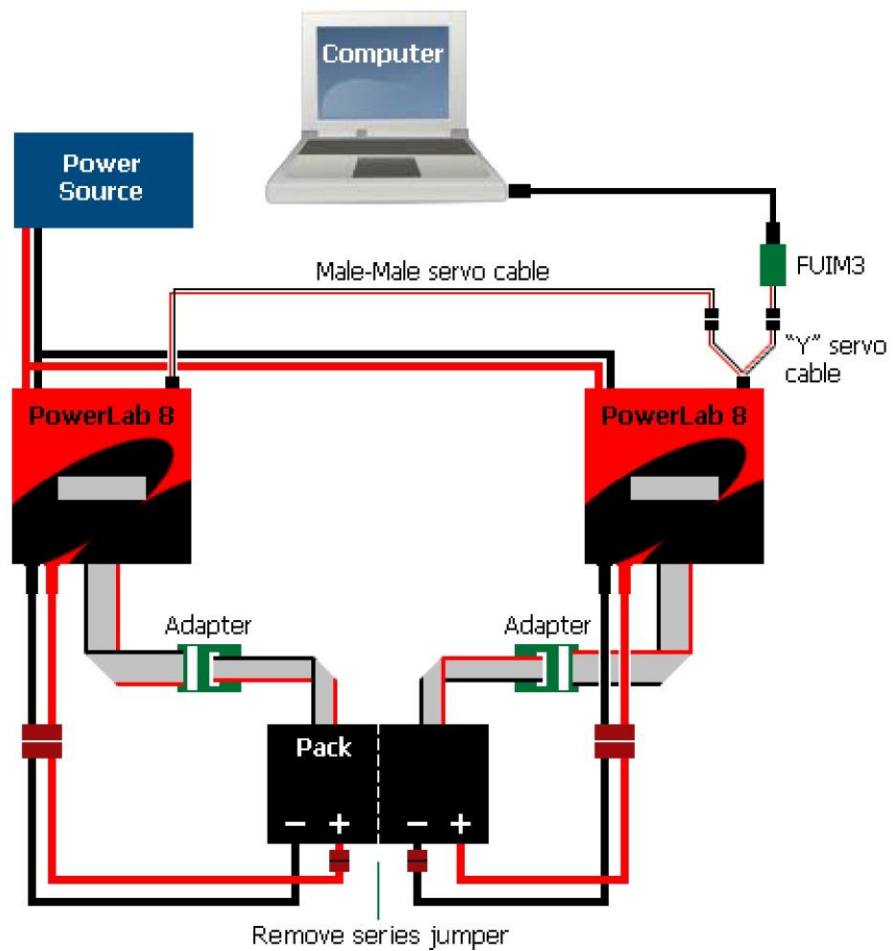 Computer
Power
Source
Male-Male servo cable
FUIM3
"Y" servo
cable
PowerLab 8
PowerLab 8
Adapter
Adapter
Pack
− +
− +
Remove series jumper